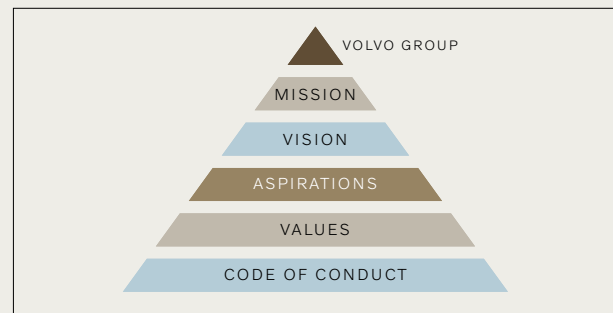 VOLVO GROUP
MISSION
VISION
ASPIRATIONS
VALUES
CODE OF CONDUCT